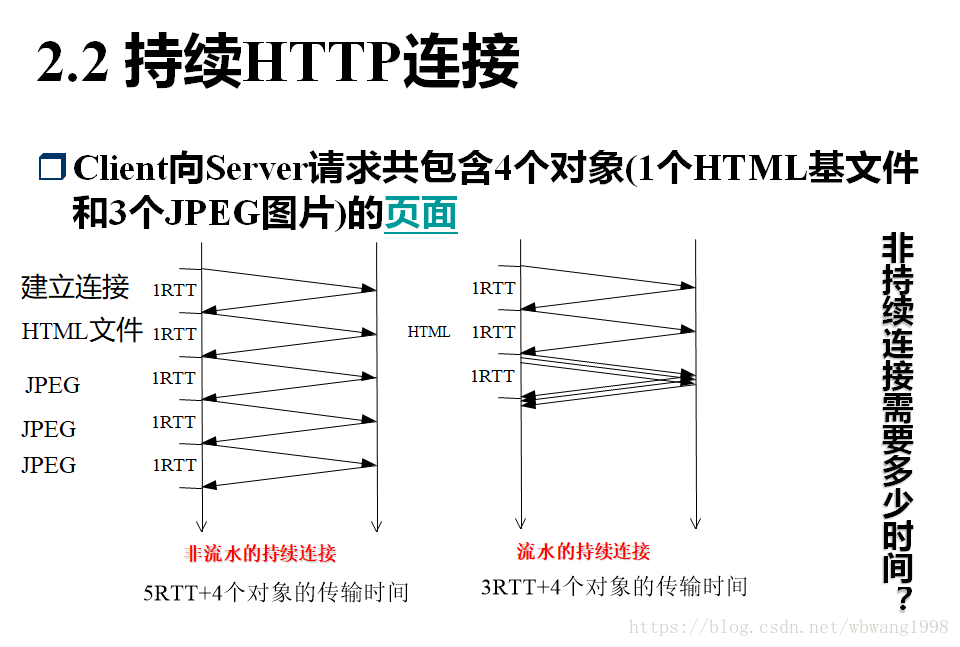 2.2 持续HTTP连接
Client向Server请求共包含4个对象(1个HTML基文件
和3个JPEG图片)的页面
建立连接
1RTT
HTML文件
1RTT
JPEG
1RTT
JPEG
1RTT
JPEG
1RTT
非流水的持续连接
5RTT+4个对象的传输时间
1RTT
HTML
1RTT
1RTT
流水的持续连接
3RTT+4个对象的传输时间
非持续连接需要多少时间？
https://blog.csdn.net/wbwang1998